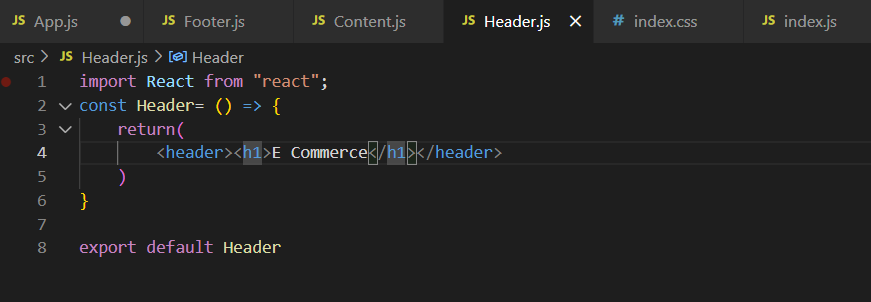 JS App.js JS Footer.js JS Content.js JS Header.js # index.css JS index.js
src > JS Header.js > Header
1 import React from "react";
2 const Header= () => {
3 return(
4 <header><h1>E Commerce</h1></header>
5 )
6 }
7
8 export default Header